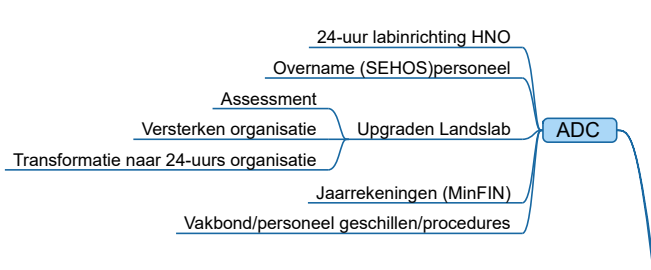 24-uur labinrichting HNO
Overname (SEHOS)personeel
Assessment
Versterken organisatie
Transformatie naar 24-uurs organisatie
Upgraden Landslab
Jaarrekeningen (MinFIN)
Vakbond/personeel geschillen/procedures
ADC